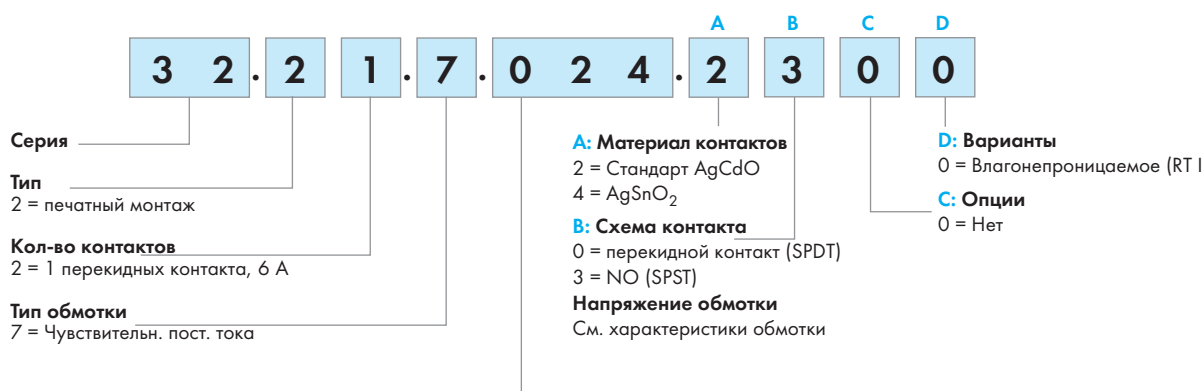 A B C D
3 2 . 2 1 . 7 . 0 2 4 . 2 3 0 0
Серия
Тип
2 = печатный монтаж
Кол-во контактов
2 = 1 перекидных контакта, 6 А
Тип обмотки
7 = Чувствительн. пост. тока
A: Материал контактов
2 = Стандарт AgCdO
4 = AgSnO₂
B: Схема контакта
0 = перекидной контакт (SPDT)
3 = NO (SPST)
Напряжение обмотки
См. характеристики обмотки
D: Варианты
0 = Влагонепроницаемое (RT I
C: Опции
0 = Нет